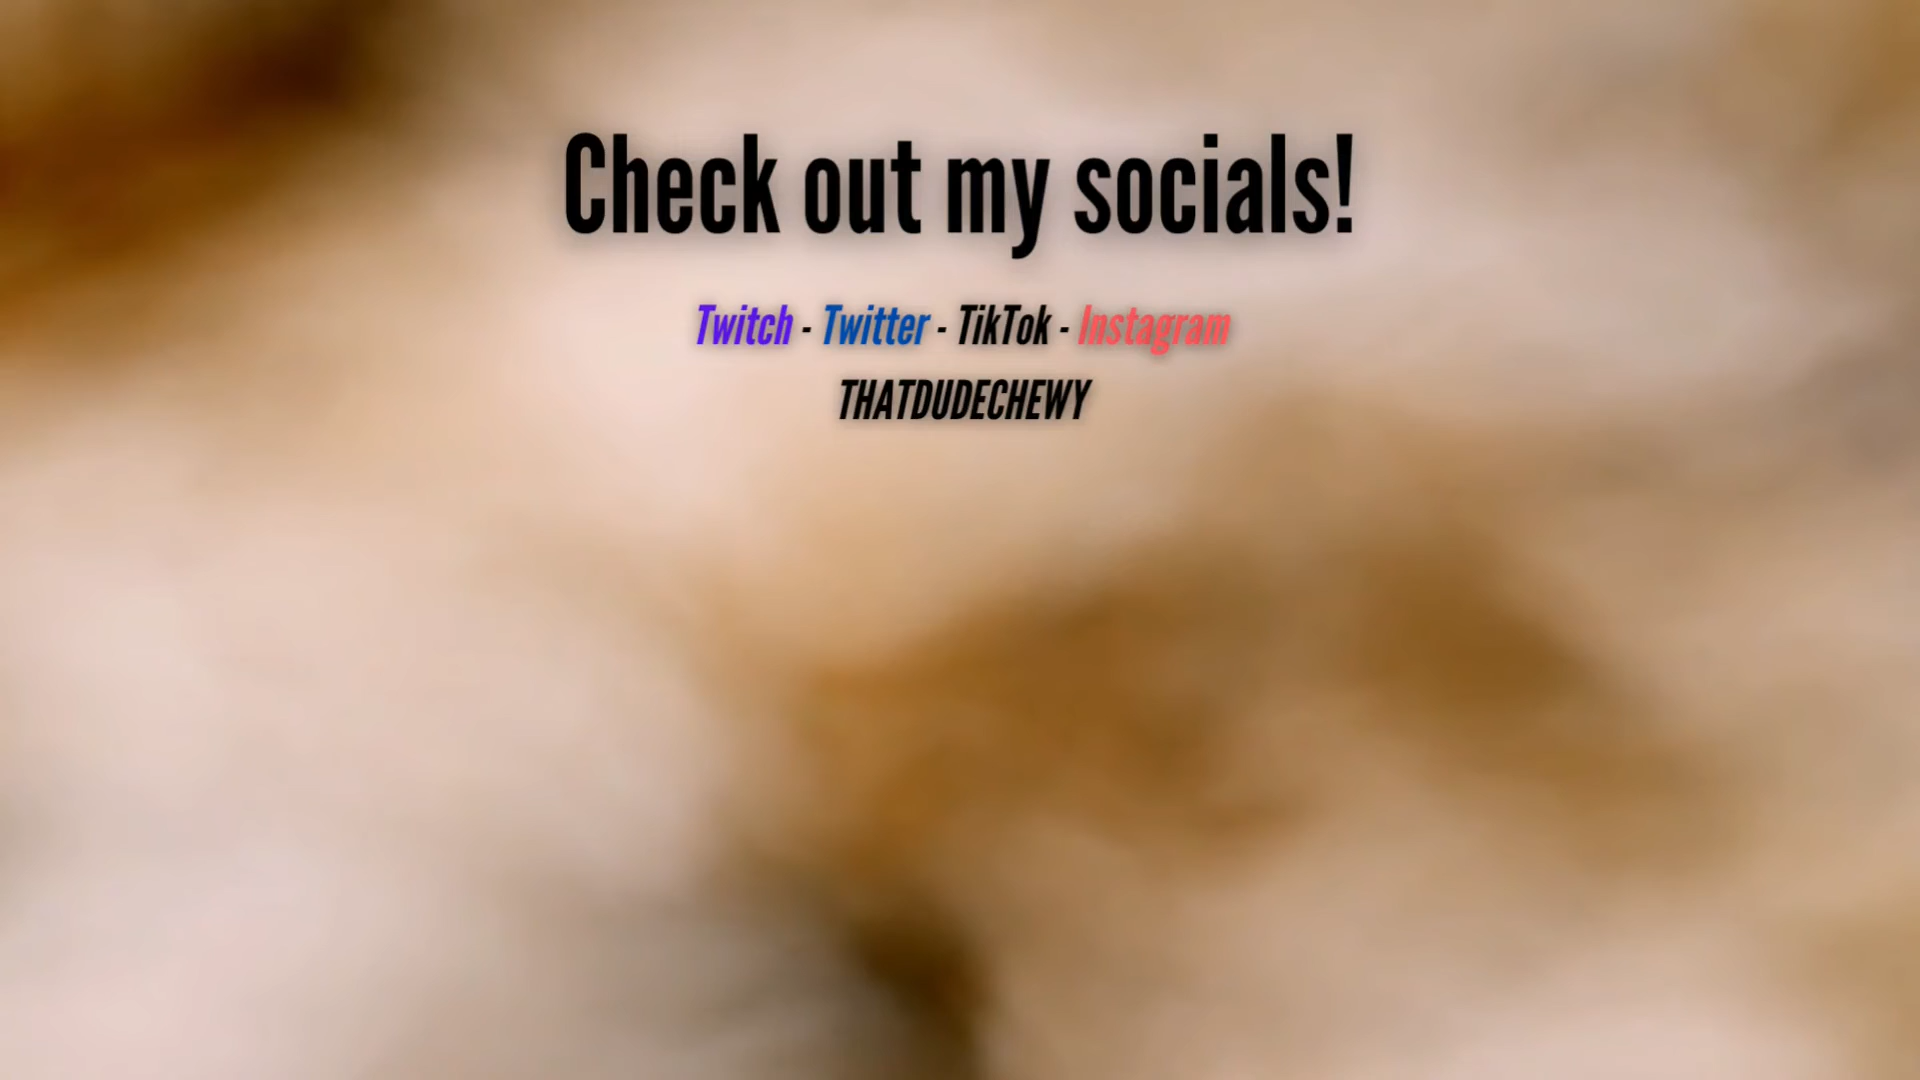 Check out my socials!
Twitch - Twitter - TikTok - Instagram
THATDUDECHEWY